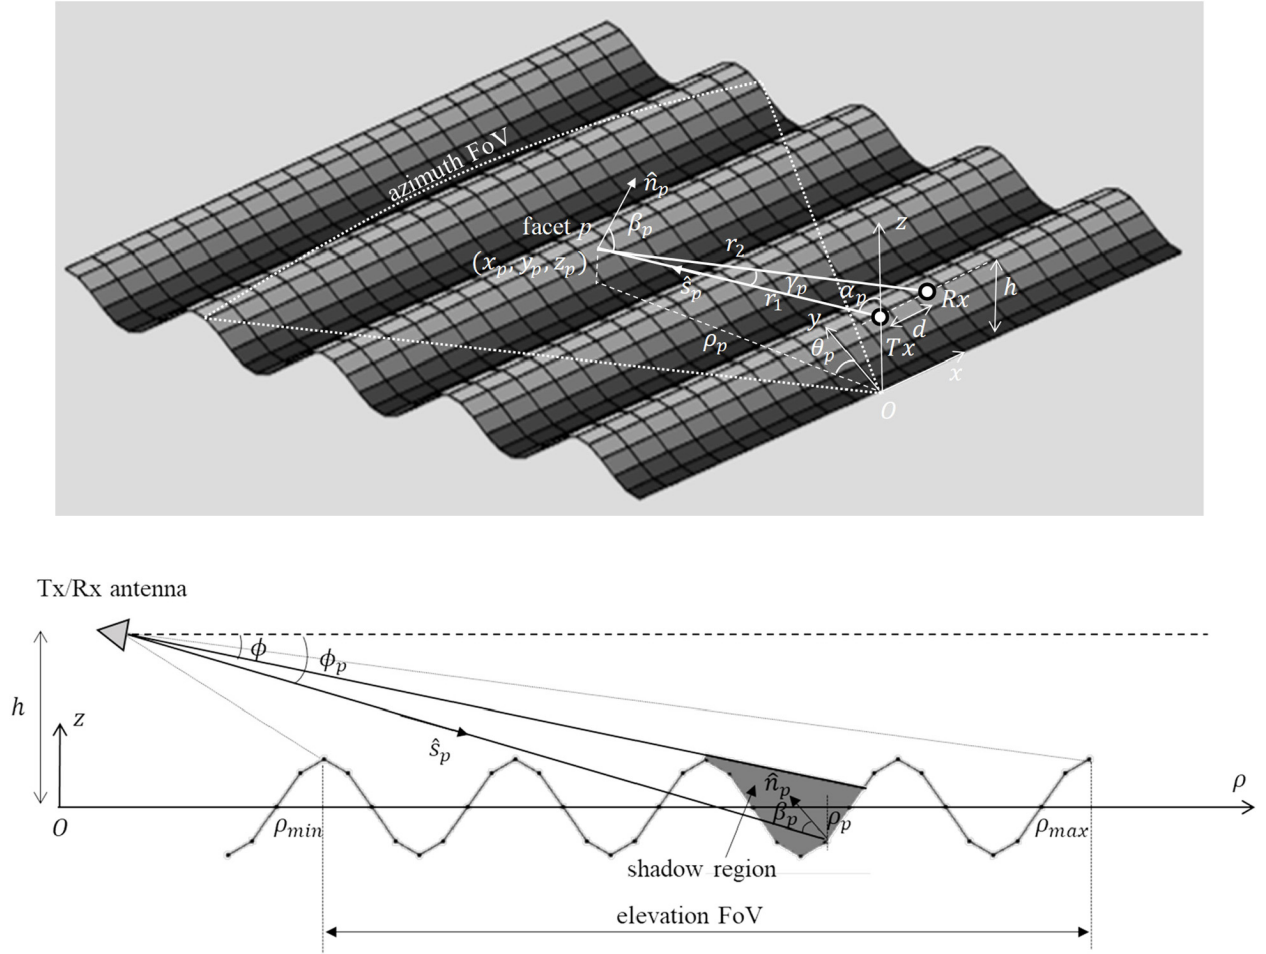 azimuth FoV
n̂ₚ
facet p
βₚ
(xₚ, yₚ, zₚ)
r₂
z
ŝₚ
γₚ
r₁
αₚ
Rx
h
d
y
Tx
ρₚ
θₚ
x
O
Tx/Rx antenna
ϕ
ϕₚ
h
z
ŝₚ
n̂ₚ
ρ
O
ρₘᵢₙ
βₚ
ρₚ
ρₘₐₓ
shadow region
elevation FoV